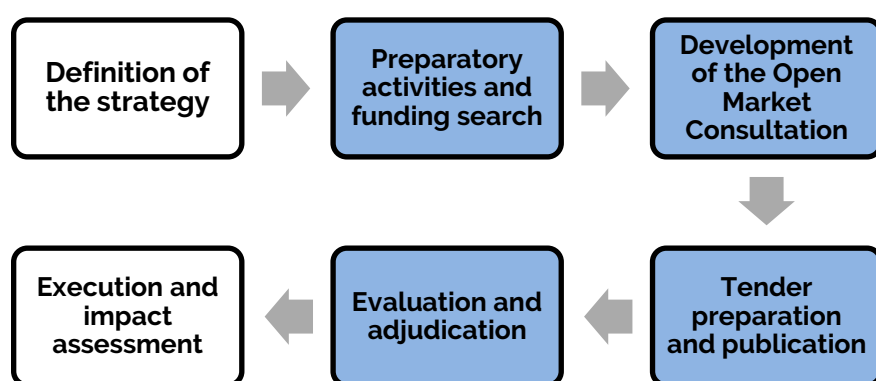 Definition of
the strategy
Preparatory
activities and
funding search
Development
of the Open
Market
Consultation
Tender
preparation
and publication
Evaluation and
adjudication
Execution and
impact
assessment